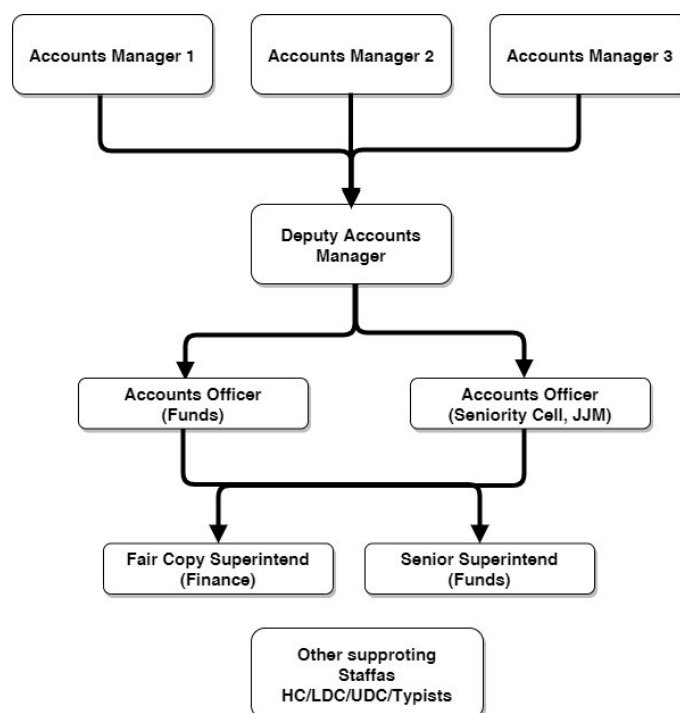 Accounts Manager 1
Accounts Manager 2
Accounts Manager 3
Deputy Accounts
Manager
Accounts Officer
(Funds)
Accounts Officer
(Seniority Cell, JJM)
Fair Copy Superintend
(Finance)
Senior Superintend
(Funds)
Other supproting
Staffas
HC/LDC/UDC/Typists